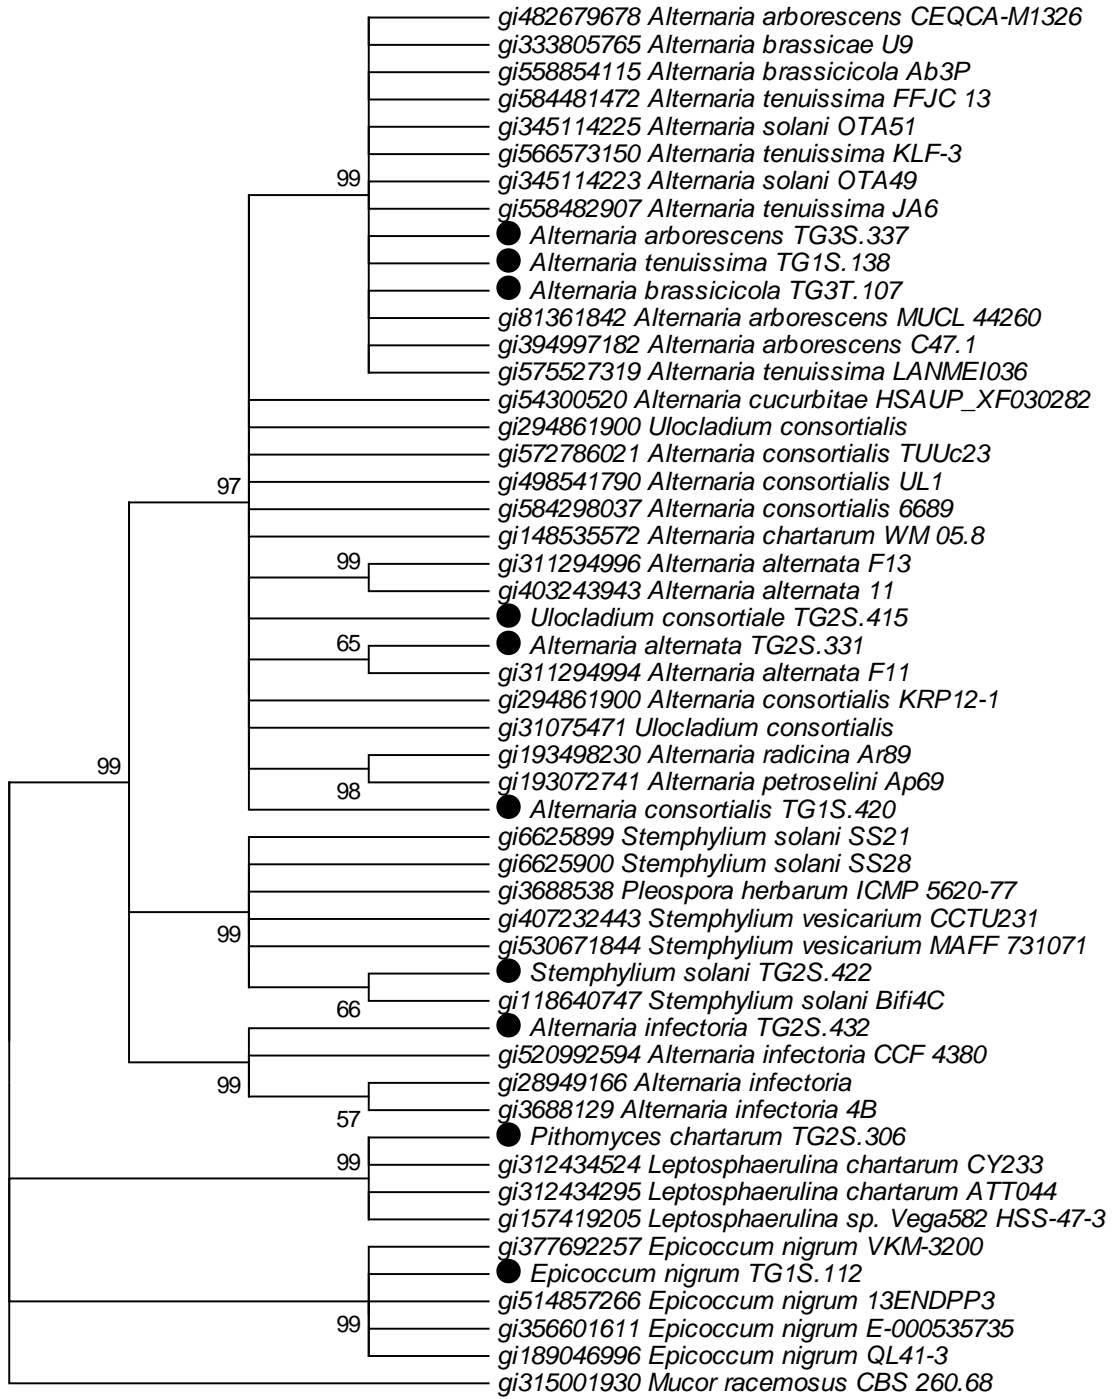 gi482679678 Alternaria arborescens CEQCA-M1326
gi333805765 Alternaria brassicae U9
gi558854115 Alternaria brassicicola Ab3P
gi584481472 Alternaria tenuissima FFJC 13
gi345114225 Alternaria solani OTA51
gi566573150 Alternaria tenuissima KLF-3
99
gi345114223 Alternaria solani OTA49
gi558482907 Alternaria tenuissima JA6
Alternaria arborescens TG3S.337
Alternaria tenuissima TG1S.138
Alternaria brassicicola TG3T.107
gi81361842 Alternaria arborescens MUCL 44260
gi394997182 Alternaria arborescens C47.1
gi575527319 Alternaria tenuissima LANMEI036
gi54300520 Alternaria cucurbitae HSAUP_XF030282
gi294861900 Ulocladium consortialis
gi572786021 Alternaria consortialis TUUc23
97
gi498541790 Alternaria consortialis UL1
gi584298037 Alternaria consortialis 6689
gi148535572 Alternaria chartarum WM 05.8
99
gi311294996 Alternaria alternata F13
gi403243943 Alternaria alternata 11
Ulocladium consortiale TG2S.415
65
Alternaria alternata TG2S.331
gi311294994 Alternaria alternata F11
gi294861900 Alternaria consortialis KRP12-1
gi31075471 Ulocladium consortialis
99
gi193498230 Alternaria radicina Ar89
gi193072741 Alternaria petroselini Ap69
98
Alternaria consortialis TG1S.420
gi6625899 Stemphylium solani SS21
gi6625900 Stemphylium solani SS28
gi3688538 Pleospora herbarum ICMP 5620-77
gi407232443 Stemphylium vesicarium CCTU231
99
gi530671844 Stemphylium vesicarium MAFF 731071
Stemphylium solani TG2S.422
gi118640747 Stemphylium solani Bifi4C
66
Alternaria infectoria TG2S.432
gi520992594 Alternaria infectoria CCF 4380
99
gi28949166 Alternaria infectoria
gi3688129 Alternaria infectoria 4B
57
Pithomyces chartarum TG2S.306
99
gi312434524 Leptosphaerulina chartarum CY233
gi312434295 Leptosphaerulina chartarum ATT044
gi157419205 Leptosphaerulina sp. Vega582 HSS-47-3
gi377692257 Epicoccum nigrum VKM-3200
Epicoccum nigrum TG1S.112
gi514857266 Epicoccum nigrum 13ENDPP3
99
gi356601611 Epicoccum nigrum E-000535735
gi189046996 Epicoccum nigrum QL41-3
gi315001930 Mucor racemosus CBS 260.68